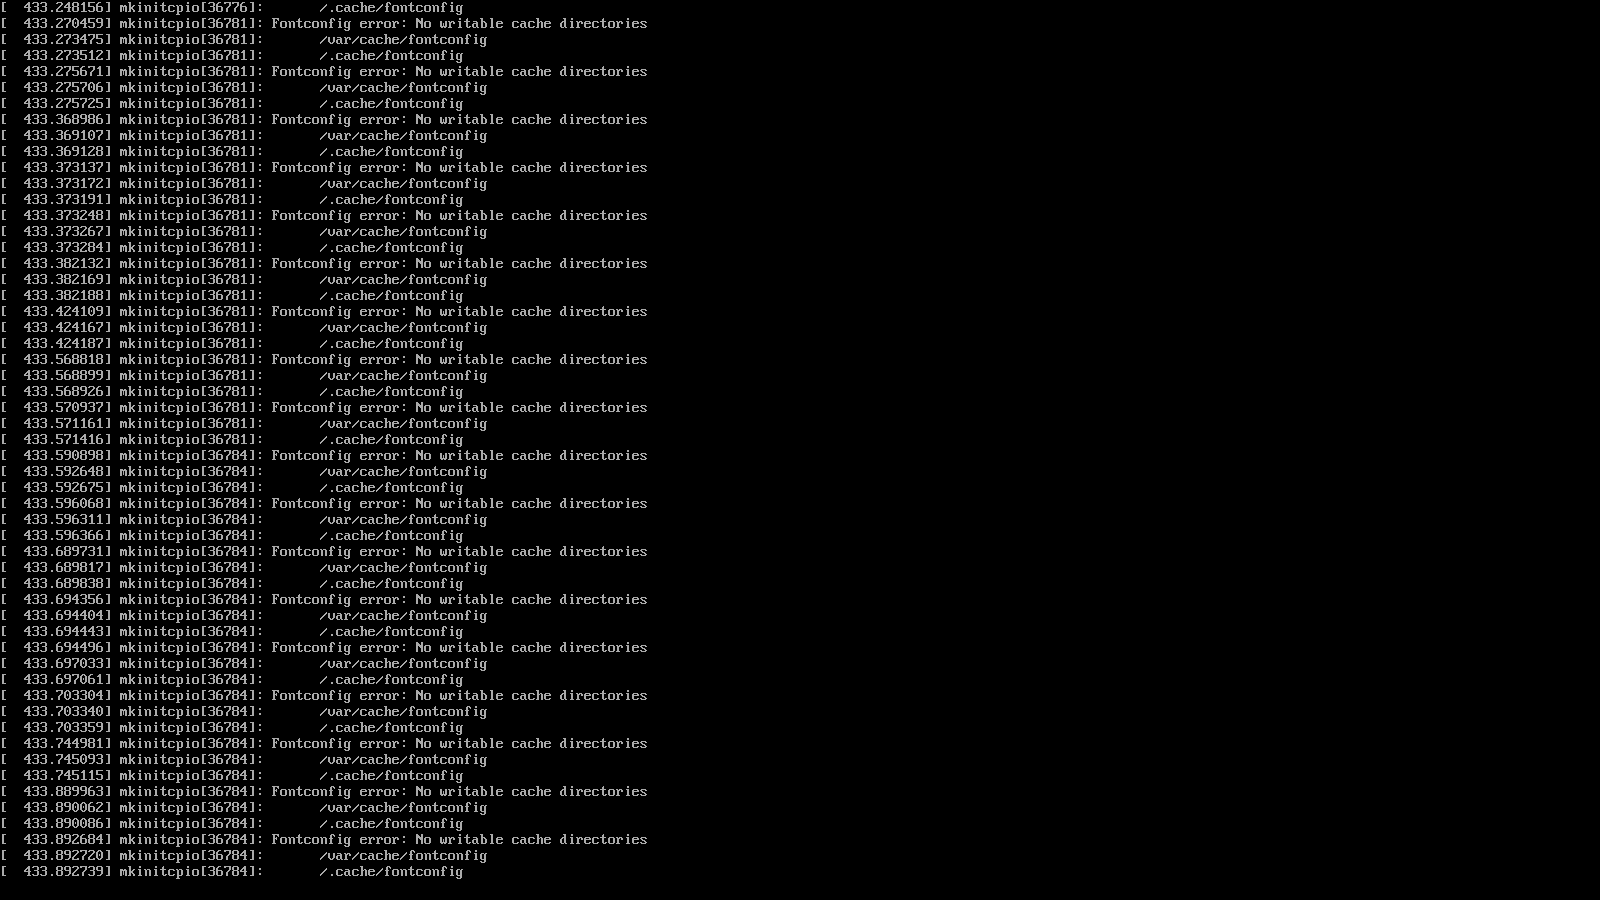 [  433.248156] mkinitcpio[36776]:       /.cache/fontconfig
[  433.270459] mkinitcpio[36781]: Fontconfig error: No writable cache directories
[  433.273475] mkinitcpio[36781]:       /var/cache/fontconfig
[  433.273512] mkinitcpio[36781]:       /.cache/fontconfig
[  433.275671] mkinitcpio[36781]: Fontconfig error: No writable cache directories
[  433.275706] mkinitcpio[36781]:       /var/cache/fontconfig
[  433.275725] mkinitcpio[36781]:       /.cache/fontconfig
[  433.368986] mkinitcpio[36781]: Fontconfig error: No writable cache directories
[  433.369107] mkinitcpio[36781]:       /var/cache/fontconfig
[  433.369128] mkinitcpio[36781]:       /.cache/fontconfig
[  433.373137] mkinitcpio[36781]: Fontconfig error: No writable cache directories
[  433.373172] mkinitcpio[36781]:       /var/cache/fontconfig
[  433.373191] mkinitcpio[36781]:       /.cache/fontconfig
[  433.373248] mkinitcpio[36781]: Fontconfig error: No writable cache directories
[  433.373267] mkinitcpio[36781]:       /var/cache/fontconfig
[  433.373284] mkinitcpio[36781]:       /.cache/fontconfig
[  433.382132] mkinitcpio[36781]: Fontconfig error: No writable cache directories
[  433.382169] mkinitcpio[36781]:       /var/cache/fontconfig
[  433.382188] mkinitcpio[36781]:       /.cache/fontconfig
[  433.424109] mkinitcpio[36781]: Fontconfig error: No writable cache directories
[  433.424167] mkinitcpio[36781]:       /var/cache/fontconfig
[  433.424187] mkinitcpio[36781]:       /.cache/fontconfig
[  433.568818] mkinitcpio[36781]: Fontconfig error: No writable cache directories
[  433.568899] mkinitcpio[36781]:       /var/cache/fontconfig
[  433.568926] mkinitcpio[36781]:       /.cache/fontconfig
[  433.570937] mkinitcpio[36781]: Fontconfig error: No writable cache directories
[  433.571161] mkinitcpio[36781]:       /var/cache/fontconfig
[  433.571416] mkinitcpio[36781]:       /.cache/fontconfig
[  433.590898] mkinitcpio[36784]: Fontconfig error: No writable cache directories
[  433.592648] mkinitcpio[36784]:       /var/cache/fontconfig
[  433.592675] mkinitcpio[36784]:       /.cache/fontconfig
[  433.596068] mkinitcpio[36784]: Fontconfig error: No writable cache directories
[  433.596311] mkinitcpio[36784]:       /var/cache/fontconfig
[  433.596366] mkinitcpio[36784]:       /.cache/fontconfig
[  433.689731] mkinitcpio[36784]: Fontconfig error: No writable cache directories
[  433.689817] mkinitcpio[36784]:       /var/cache/fontconfig
[  433.689838] mkinitcpio[36784]:       /.cache/fontconfig
[  433.694356] mkinitcpio[36784]: Fontconfig error: No writable cache directories
[  433.694404] mkinitcpio[36784]:       /var/cache/fontconfig
[  433.694443] mkinitcpio[36784]:       /.cache/fontconfig
[  433.694496] mkinitcpio[36784]: Fontconfig error: No writable cache directories
[  433.697033] mkinitcpio[36784]:       /var/cache/fontconfig
[  433.697061] mkinitcpio[36784]:       /.cache/fontconfig
[  433.703304] mkinitcpio[36784]: Fontconfig error: No writable cache directories
[  433.703340] mkinitcpio[36784]:       /var/cache/fontconfig
[  433.703359] mkinitcpio[36784]:       /.cache/fontconfig
[  433.744981] mkinitcpio[36784]: Fontconfig error: No writable cache directories
[  433.745093] mkinitcpio[36784]:       /var/cache/fontconfig
[  433.745115] mkinitcpio[36784]:       /.cache/fontconfig
[  433.889963] mkinitcpio[36784]: Fontconfig error: No writable cache directories
[  433.890062] mkinitcpio[36784]:       /var/cache/fontconfig
[  433.890086] mkinitcpio[36784]:       /.cache/fontconfig
[  433.892684] mkinitcpio[36784]: Fontconfig error: No writable cache directories
[  433.892720] mkinitcpio[36784]:       /var/cache/fontconfig
[  433.892739] mkinitcpio[36784]:       /.cache/fontconfig